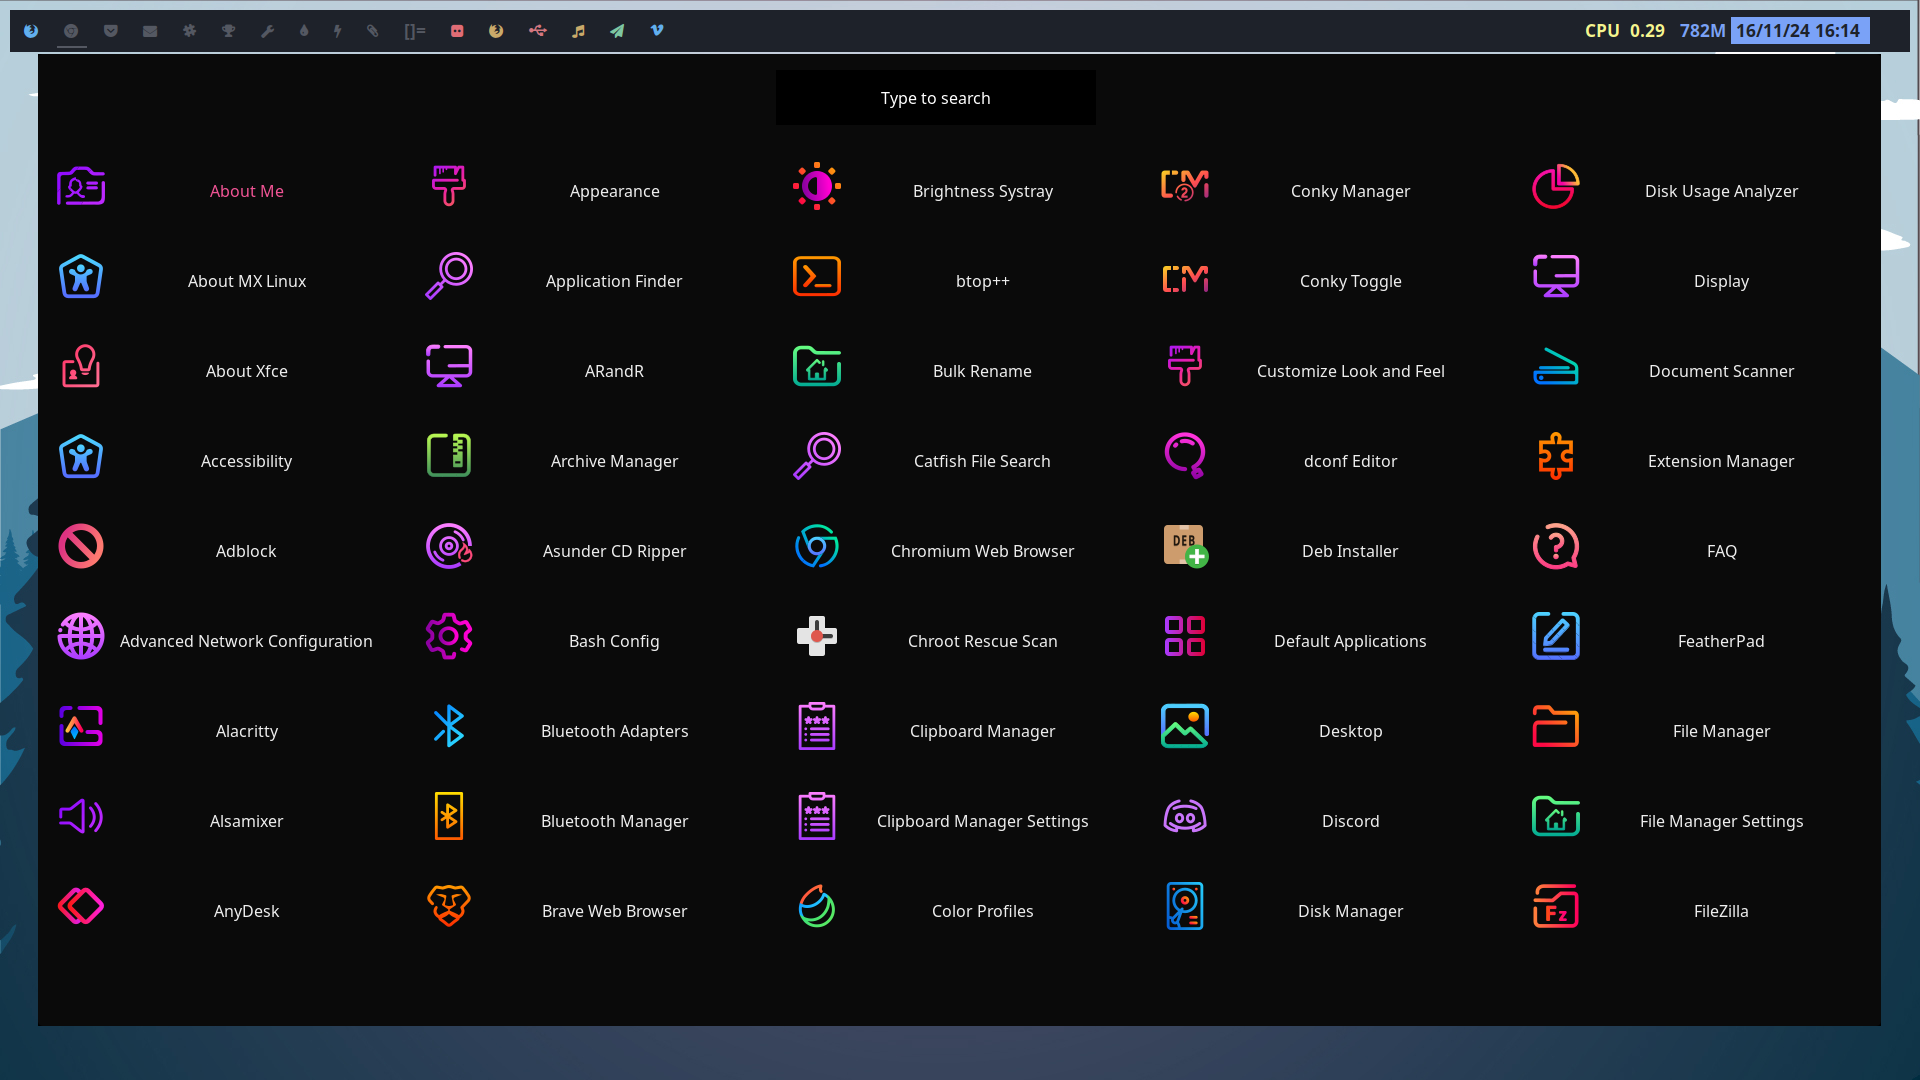 []= CPU 0.29 782M 16/11/24 16:14
Type to search
About Me Appearance Brightness Systray Conky Manager Disk Usage Analyzer
About MX Linux Application Finder btop++ Conky Toggle Display
About Xfce ARandR Bulk Rename Customize Look and Feel Document Scanner
Accessibility Archive Manager Catfish File Search dconf Editor Extension Manager
Adblock Asunder CD Ripper Chromium Web Browser DEB Deb Installer FAQ
Advanced Network Configuration Bash Config Chroot Rescue Scan Default Applications FeatherPad
Alacritty Bluetooth Adapters Clipboard Manager Desktop File Manager
Alsamixer Bluetooth Manager Clipboard Manager Settings Discord File Manager Settings
AnyDesk Brave Web Browser Color Profiles Disk Manager Fz FileZilla